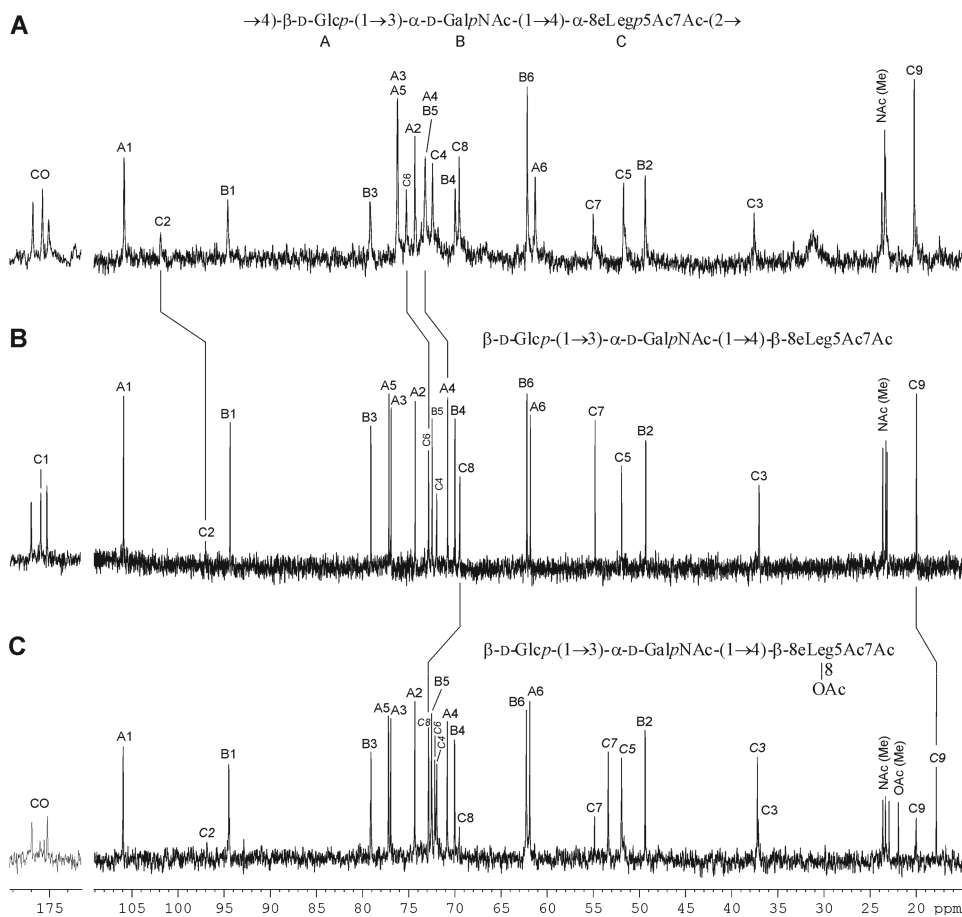 A
→4)-β-D-Glcp-(1→3)-α-D-GalpNAc-(1→4)-α-8eLegp5Ac7Ac-(2→
A B C
CO A1 C2 B1 B3 A3 A5 C6 A2 A4 B5 C4 B4 C8 B6 A6 C7 C5 B2 C3 NAc (Me) C9
B
β-D-Glcp-(1→3)-α-D-GalpNAc-(1→4)-β-8eLeg5Ac7Ac
C1 A1 C2 B1 B3 A5 A3 A2 C6 B5 C4 A4 B4 C8 B6 A6 C7 C5 B2 C3 NAc (Me) C9
C
β-D-Glcp-(1→3)-α-D-GalpNAc-(1→4)-β-8eLeg5Ac7Ac
|8
OAc
CO A1 C2 B1 B3 A5 A3 A2 C8 B5 C6 C4 A4 B4 C8 B6 A6 C7 C7 C5 B2 C3 C3 NAc (Me) OAc (Me) C9 C9
175 105 100 95 90 85 80 75 70 65 60 55 50 45 40 35 30 25 20 ppm